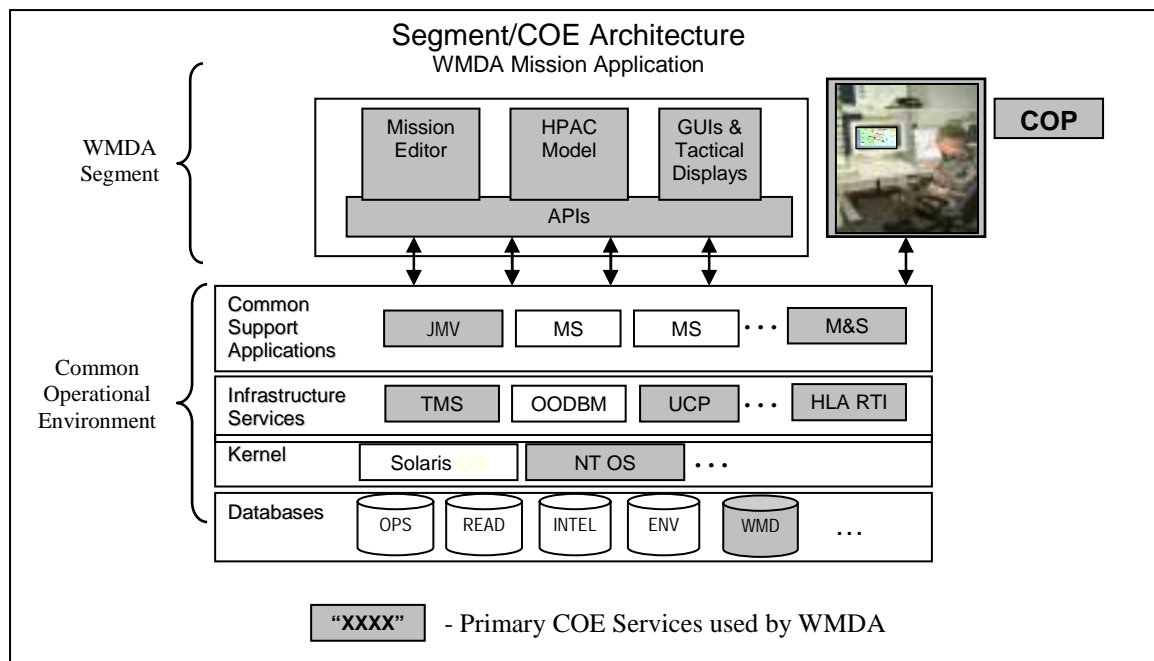 Segment/COE Architecture
WMDA Mission Application
WMDA
Segment
Mission
Editor
HPAC
Model
GUIs &
Tactical
Displays
APIs
COP
Common
Operational
Environment
Common
Support
Applications
JMV
MS
MS
...
M&S
Infrastructure
Services
TMS
OODBM
UCP
...
HLA RTI
Kernel
Solaris OS
NT OS
...
Databases
OPS
READ
INTEL
ENV
WMD
...
“XXXX” - Primary COE Services used by WMDA